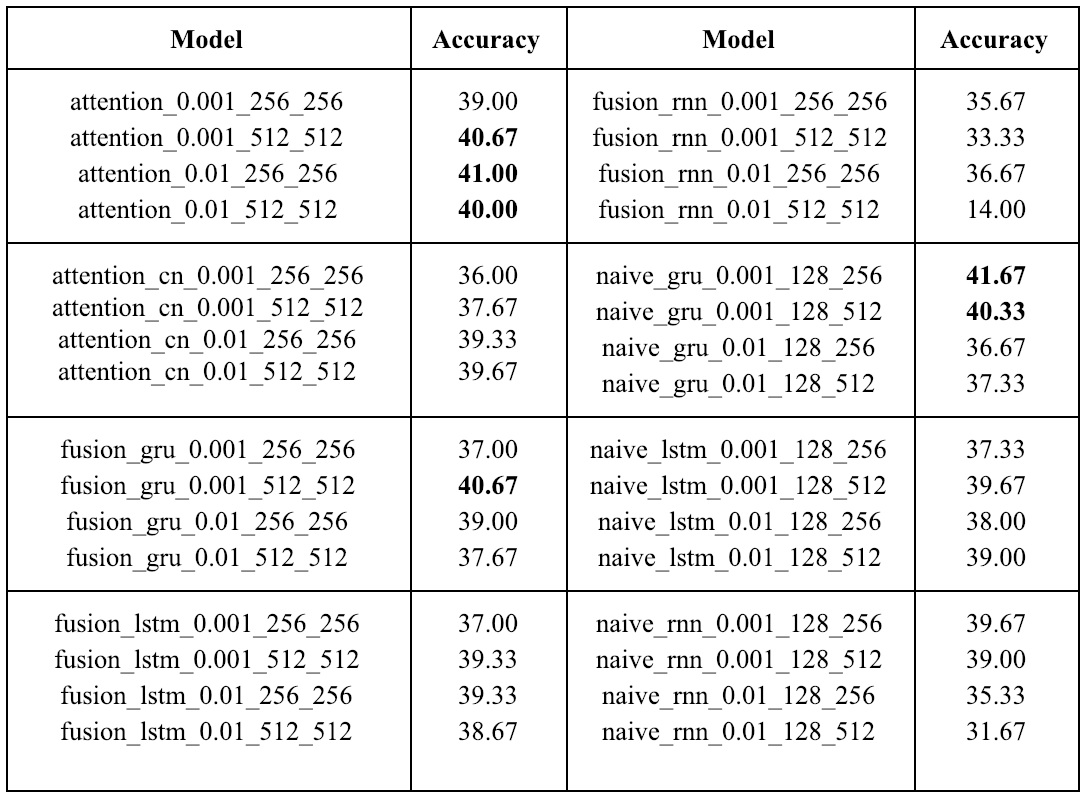 Model Accuracy Model Accuracy
attention_0.001_256_256 39.00 fusion_rnn_0.001_256_256 35.67
attention_0.001_512_512 40.67 fusion_rnn_0.001_512_512 33.33
attention_0.01_256_256 41.00 fusion_rnn_0.01_256_256 36.67
attention_0.01_512_512 40.00 fusion_rnn_0.01_512_512 14.00
attention_cn_0.001_256_256 36.00 naive_gru_0.001_128_256 41.67
attention_cn_0.001_512_512 37.67 naive_gru_0.001_128_512 40.33
attention_cn_0.01_256_256 39.33 naive_gru_0.01_128_256 36.67
attention_cn_0.01_512_512 39.67 naive_gru_0.01_128_512 37.33
fusion_gru_0.001_256_256 37.00 naive_lstm_0.001_128_256 37.33
fusion_gru_0.001_512_512 40.67 naive_lstm_0.001_128_512 39.67
fusion_gru_0.01_256_256 39.00 naive_lstm_0.01_128_256 38.00
fusion_gru_0.01_512_512 37.67 naive_lstm_0.01_128_512 39.00
fusion_lstm_0.001_256_256 37.00 naive_rnn_0.001_128_256 39.67
fusion_lstm_0.001_512_512 39.33 naive_rnn_0.001_128_512 39.00
fusion_lstm_0.01_256_256 39.33 naive_rnn_0.01_128_256 35.33
fusion_lstm_0.01_512_512 38.67 naive_rnn_0.01_128_512 31.67